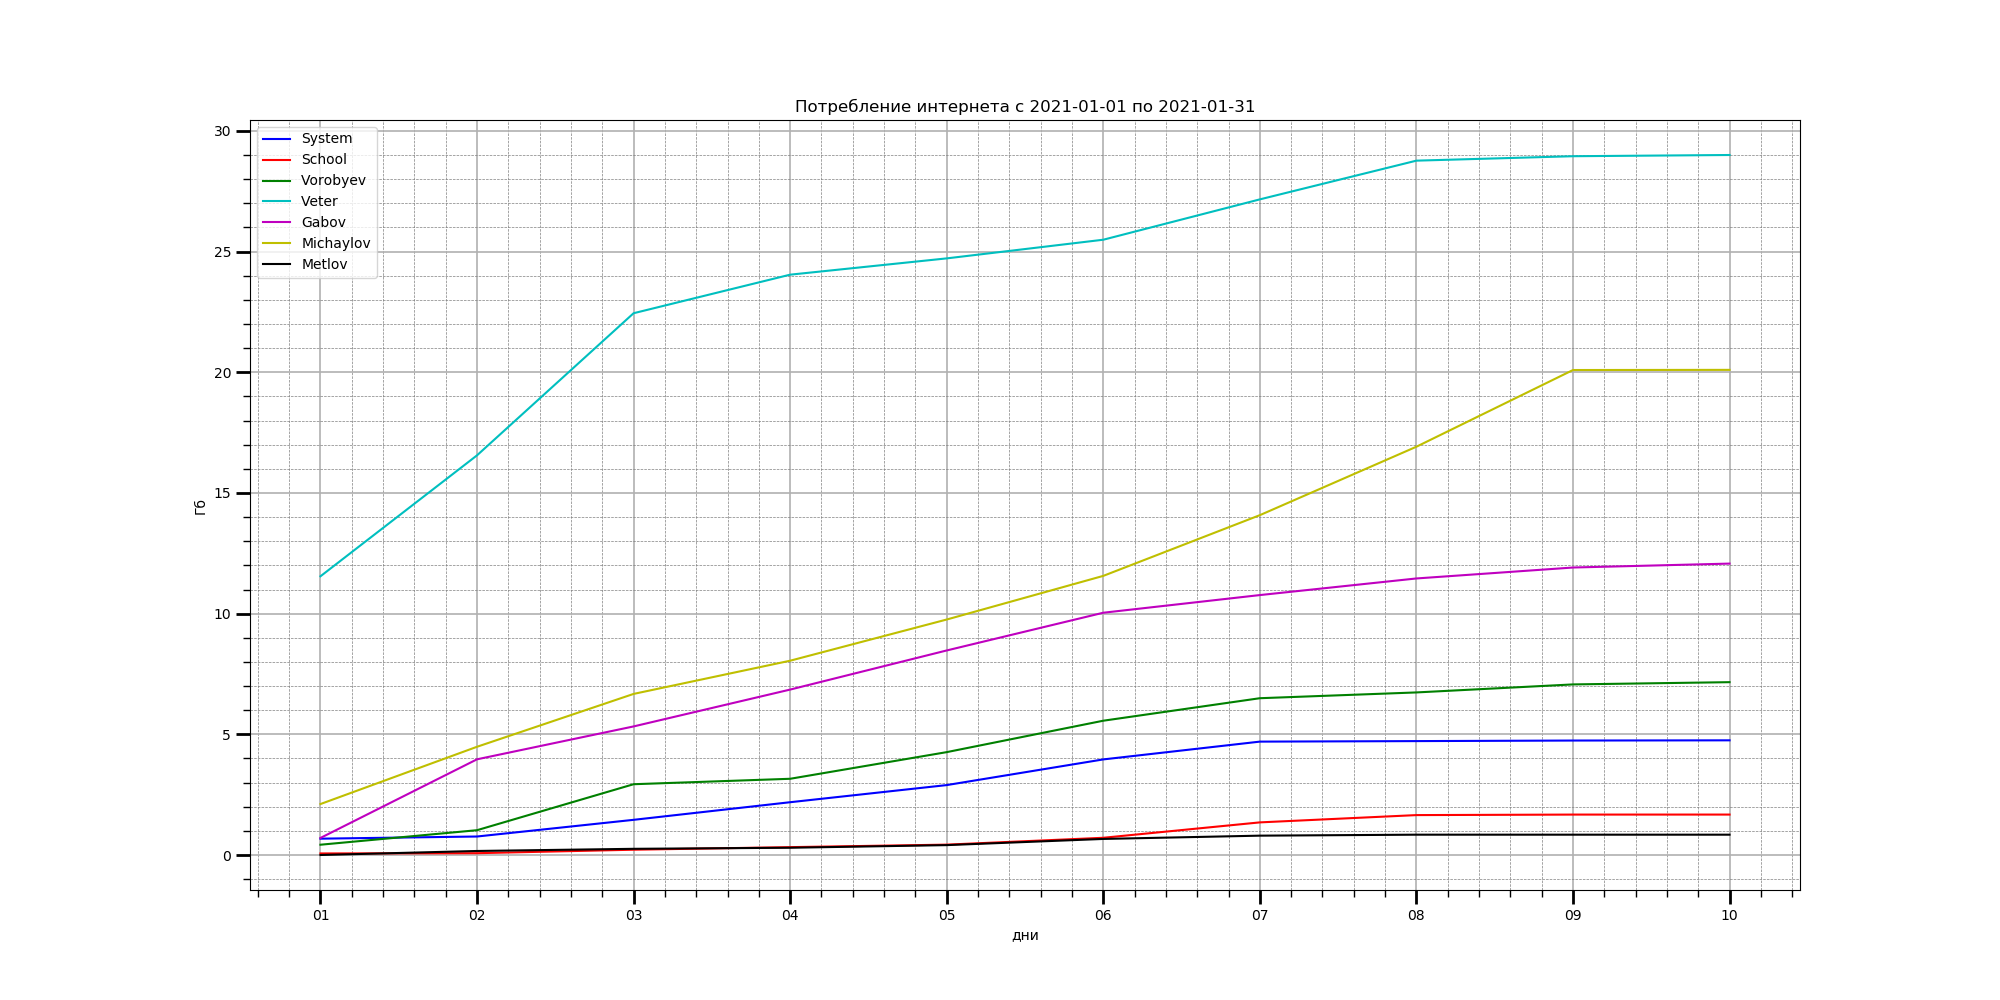 Потребление интернета с 2021-01-01 по 2021-01-31
System
School
Vorobyev
Veter
Gabov
Michaylov
Metlov
30
25
20
15
10
5
0
Гб
01 02 03 04 05 06 07 08 09 10
дни